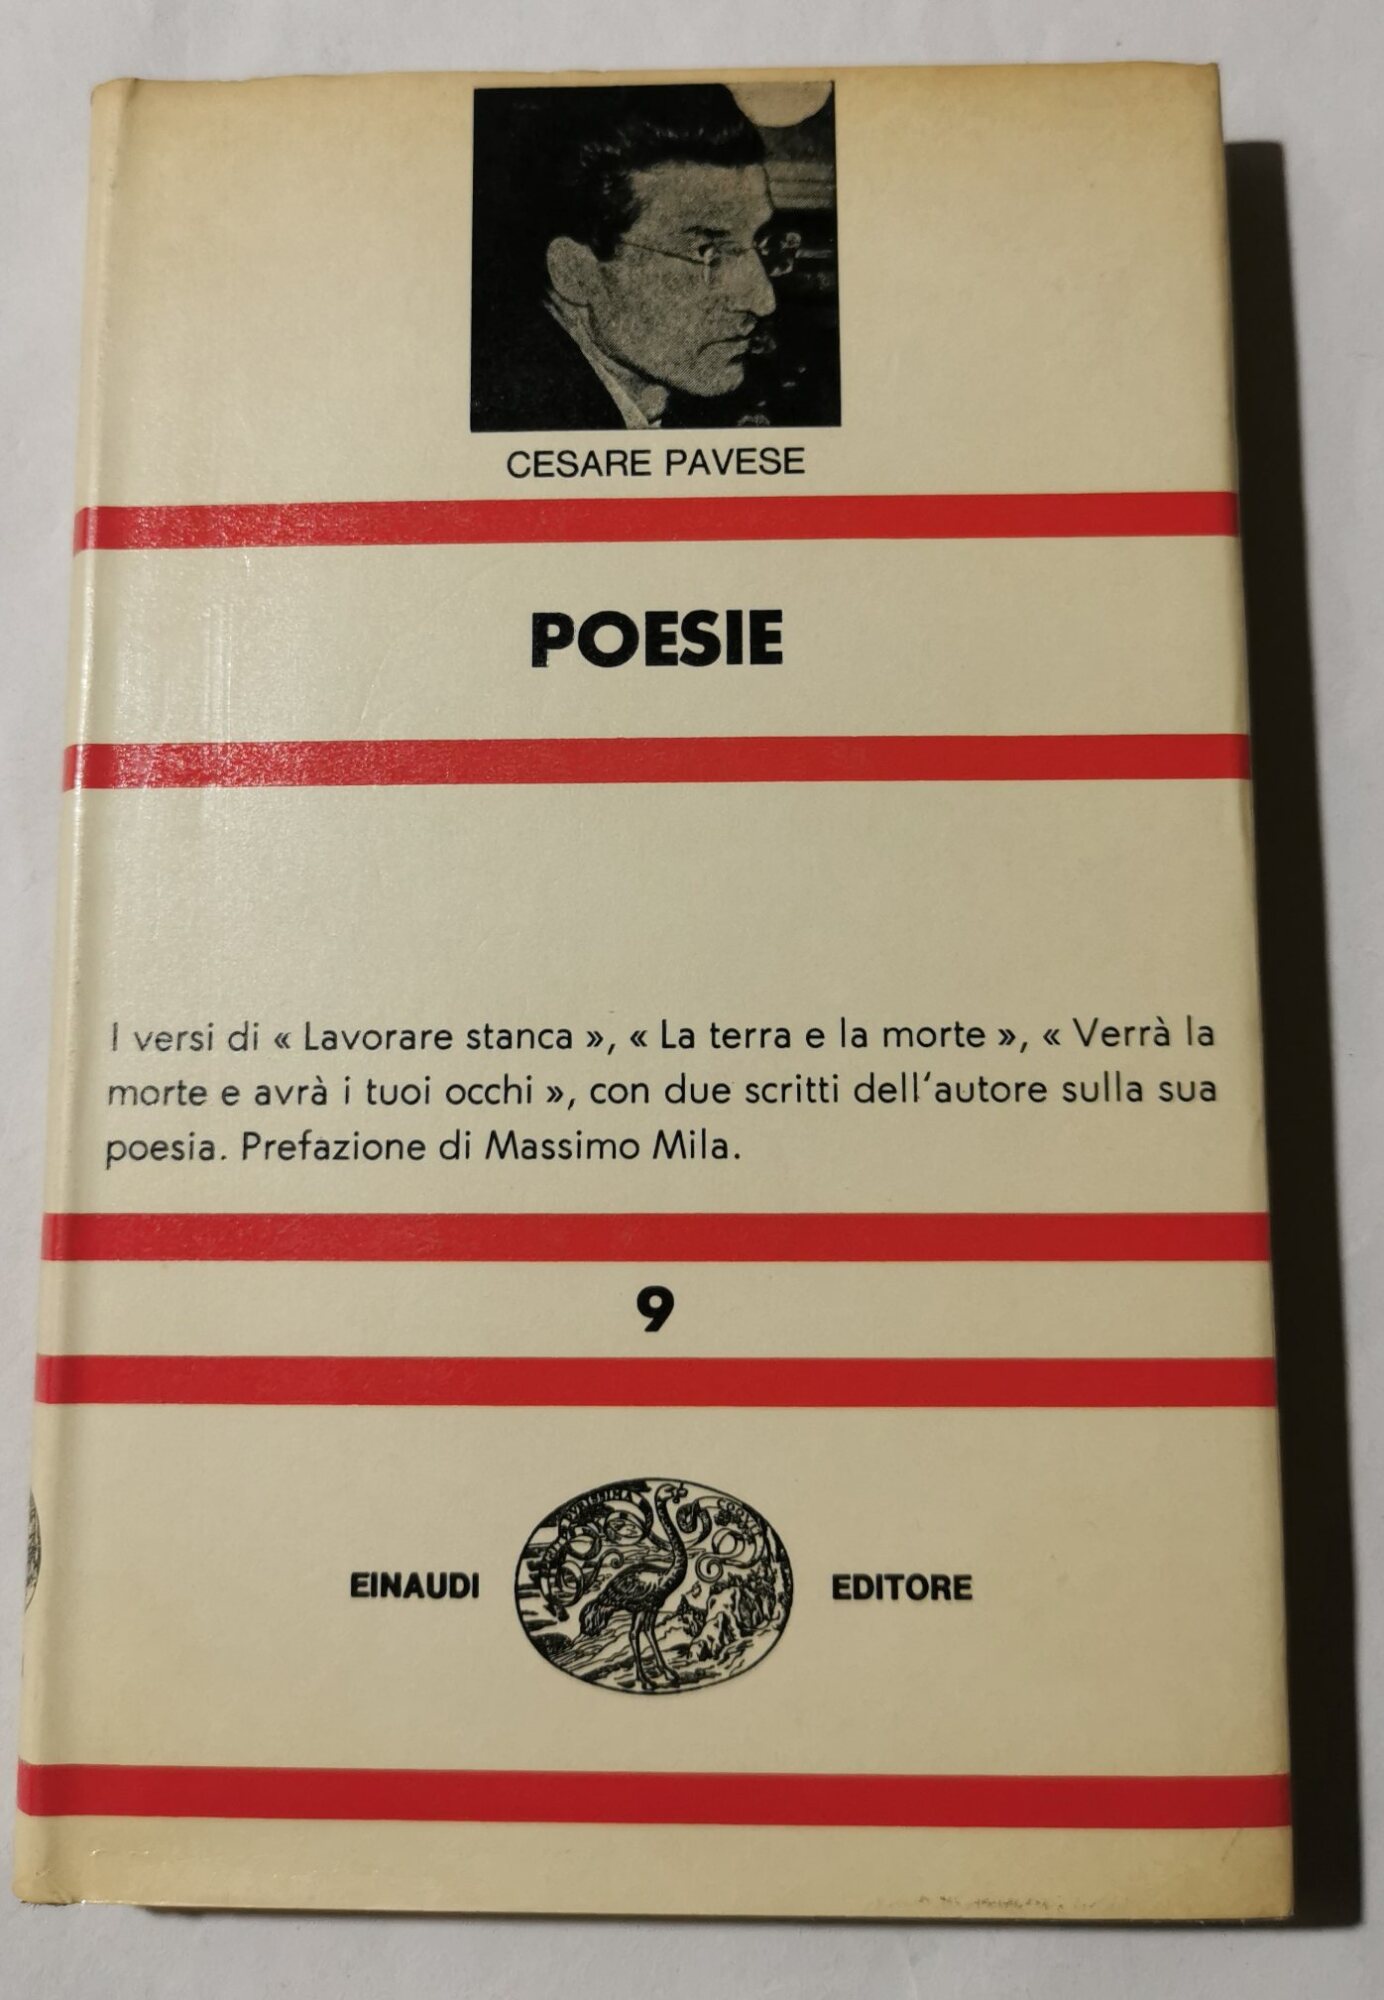 CESARE PAVESE
POESIE
I versi di « Lavorare stanca », « La terra e la morte », « Verrà la
morte e avrà i tuoi occhi », con due scritti dell'autore sulla sua
poesia. Prefazione di Massimo Mila.
9
EINAUDI EDITORE